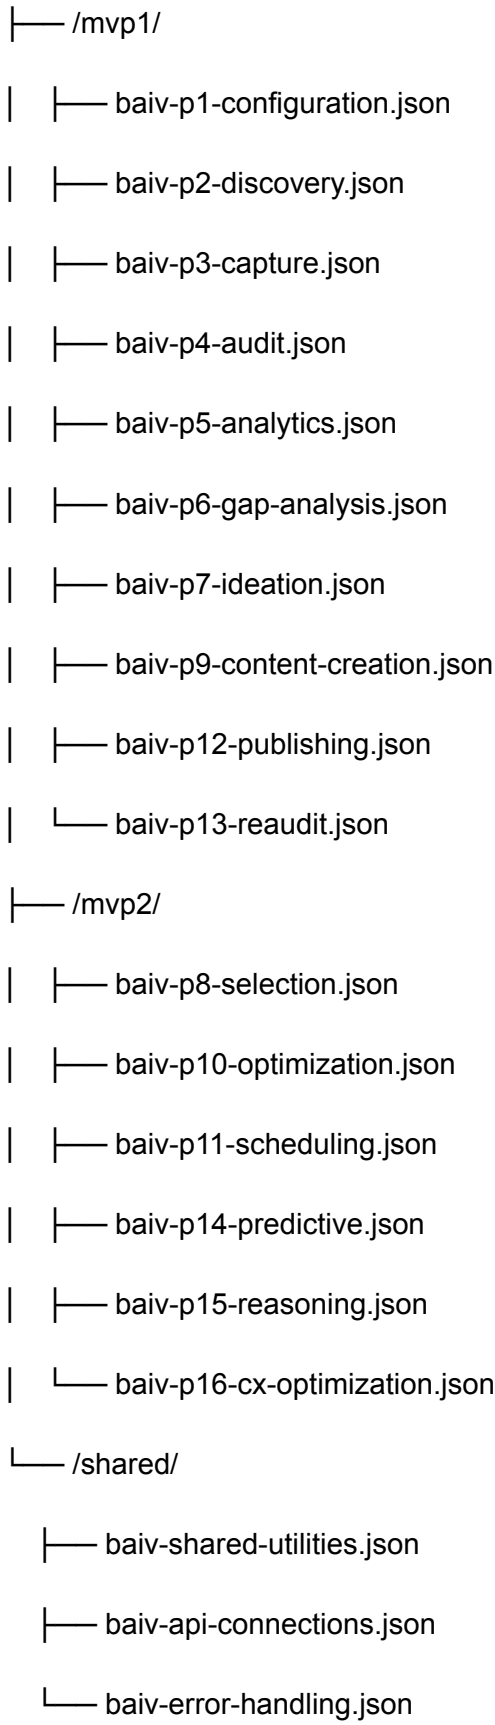 ├── /mvp1/
│   ├── baiv-p1-configuration.json
│   ├── baiv-p2-discovery.json
│   ├── baiv-p3-capture.json
│   ├── baiv-p4-audit.json
│   ├── baiv-p5-analytics.json
│   ├── baiv-p6-gap-analysis.json
│   ├── baiv-p7-ideation.json
│   ├── baiv-p9-content-creation.json
│   ├── baiv-p12-publishing.json
│   └── baiv-p13-reaudit.json
├── /mvp2/
│   ├── baiv-p8-selection.json
│   ├── baiv-p10-optimization.json
│   ├── baiv-p11-scheduling.json
│   ├── baiv-p14-predictive.json
│   ├── baiv-p15-reasoning.json
│   └── baiv-p16-cx-optimization.json
└── /shared/
    ├── baiv-shared-utilities.json
    ├── baiv-api-connections.json
    └── baiv-error-handling.json